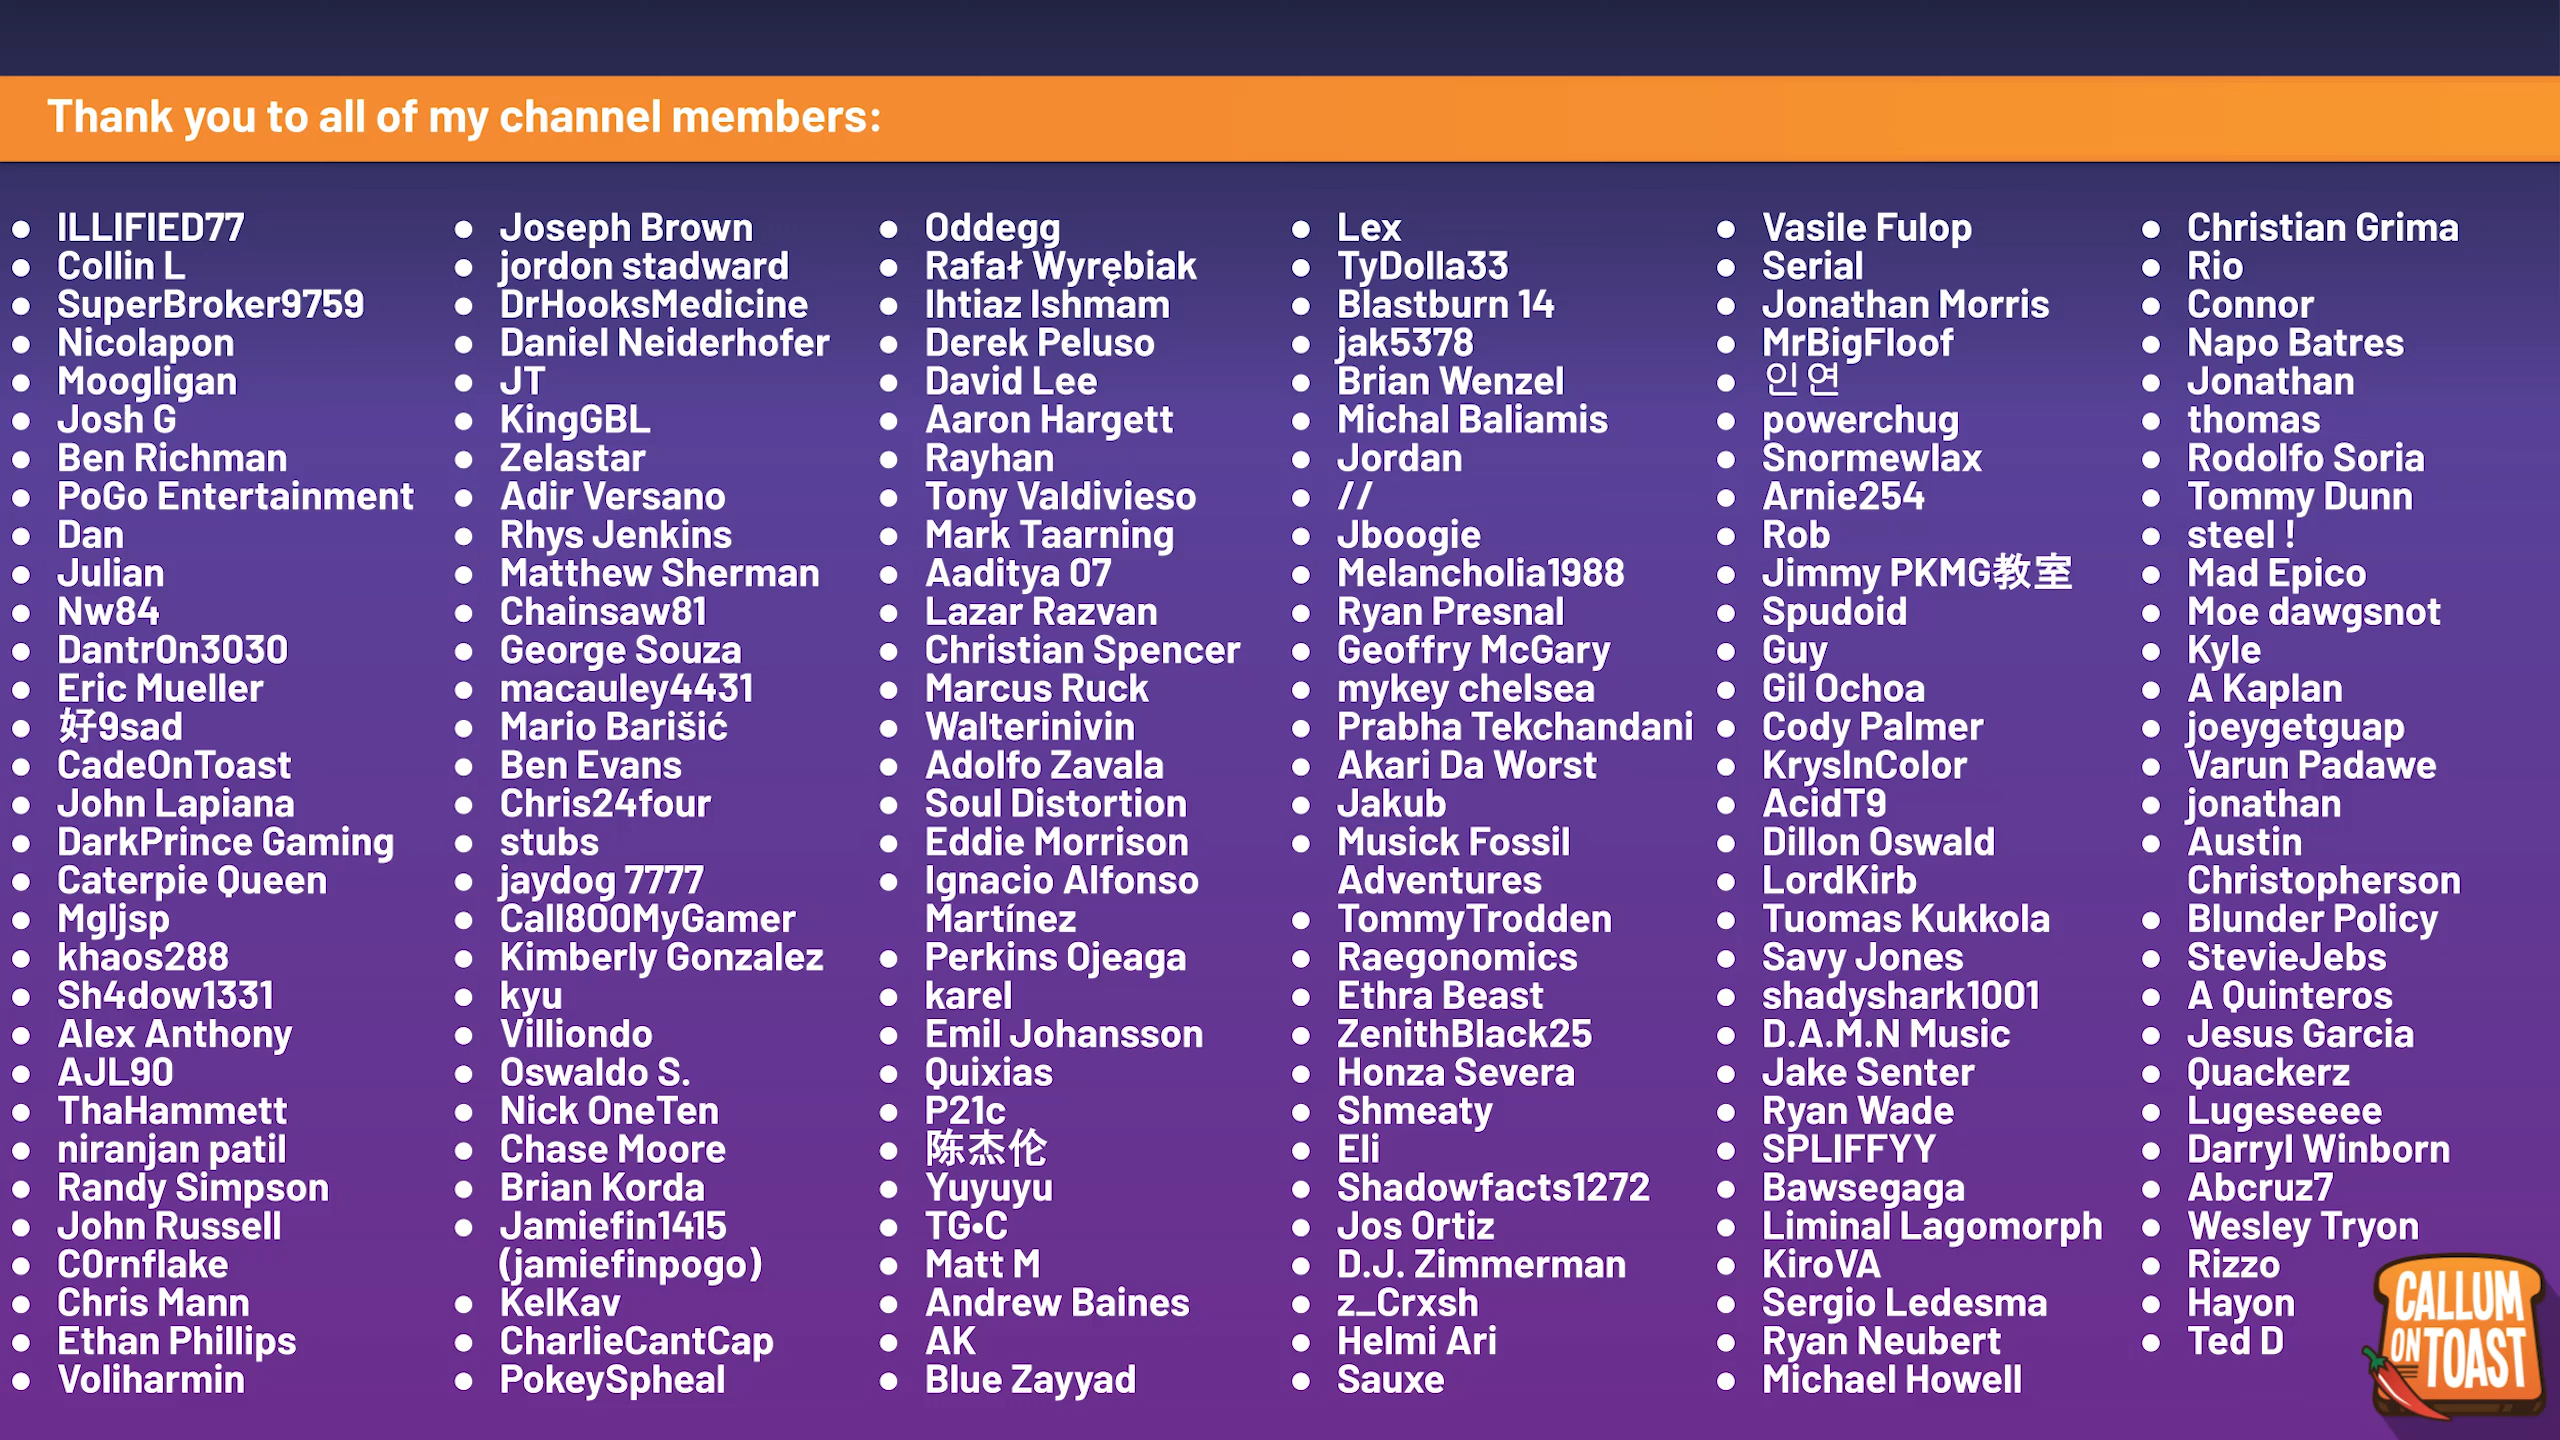 Thank you to all of my channel members:
ILLIFIED77
Collin L
SuperBroker9759
Nicolapon
Moogligan
Josh G
Ben Richman
PoGo Entertainment
Dan
Julian
Nw84
Dantr0n3030
Eric Mueller
好9sad
CadeOnToast
John Lapiana
DarkPrince Gaming
Caterpie Queen
Mgljsp
khaos288
Sh4dow1331
Alex Anthony
AJL90
ThaHammett
niranjan patil
Randy Simpson
John Russell
C0rnflake
Chris Mann
Ethan Phillips
Voliharmin
Joseph Brown
jordon stadward
DrHooksMedicine
Daniel Neiderhofer
JT
KingGBL
Zelastar
Adir Versano
Rhys Jenkins
Matthew Sherman
Chainsaw81
George Souza
macauley4431
Mario Barišić
Ben Evans
Chris24four
stubs
jaydog 7777
Call800MyGamer
Kimberly Gonzalez
kyu
Villiondo
Oswaldo S.
Nick OneTen
Chase Moore
Brian Korda
Jamiefin1415
(jamiefinpogo)
KelKav
CharlieCantCap
PokeySpheal
Oddegg
Rafał Wyrębiak
Ihtiaz Ishmam
Derek Peluso
David Lee
Aaron Hargett
Rayhan
Tony Valdivieso
Mark Taarning
Aaditya 07
Lazar Razvan
Christian Spencer
Marcus Ruck
Walterinivin
Adolfo Zavala
Soul Distortion
Eddie Morrison
Ignacio Alfonso
Martínez
Perkins Ojeaga
karel
Emil Johansson
Quixias
P21c
陈杰伦
Yuyuyu
TG•C
Matt M
Andrew Baines
AK
Blue Zayyad
Lex
TyDolla33
Blastburn 14
jak5378
Brian Wenzel
Michal Baliamis
Jordan
//
Jboogie
Melancholia1988
Ryan Presnal
Geoffry McGary
mykey chelsea
Prabha Tekchandani
Akari Da Worst
Jakub
Musick Fossil
Adventures
TommyTrodden
Raegonomics
Ethra Beast
ZenithBlack25
Honza Severa
Shmeaty
Eli
Shadowfacts1272
Jos Ortiz
D.J. Zimmerman
z_Crxsh
Helmi Ari
Sauxe
Vasile Fulop
Serial
Jonathan Morris
MrBigFloof
인연
powerchug
Snormewlax
Arnie254
Rob
Jimmy PKMG教室
Spudoid
Guy
Gil Ochoa
Cody Palmer
KrysInColor
AcidT9
Dillon Oswald
LordKirb
Tuomas Kukkola
Savy Jones
shadyshark1001
D.A.M.N Music
Jake Senter
Ryan Wade
SPLIFFYY
Bawsegaga
Liminal Lagomorph
KiroVA
Sergio Ledesma
Ryan Neubert
Michael Howell
Christian Grima
Rio
Connor
Napo Batres
Jonathan
thomas
Rodolfo Soria
Tommy Dunn
steel !
Mad Epico
Moe dawgsnot
Kyle
A Kaplan
joeygetguap
Varun Padawe
jonathan
Austin
Christopherson
Blunder Policy
StevieJebs
A Quinteros
Jesus Garcia
Quackerz
Lugeseeee
Darryl Winborn
Abcruz7
Wesley Tryon
Rizzo
Hayon
Ted D
CALLUM
ON TOAST